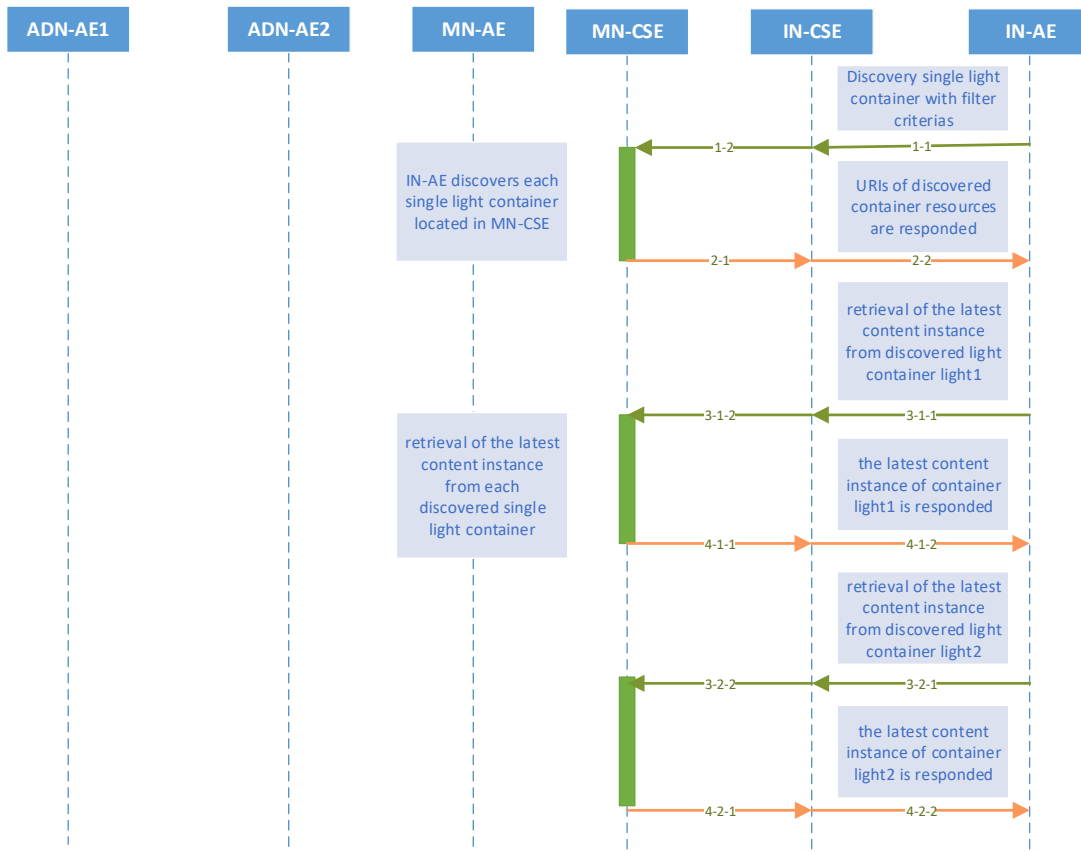 ADN-AE1
ADN-AE2
MN-AE
MN-CSE
IN-CSE
IN-AE
Discovery single light
container with filter
criterias
1-2
1-1
IN-AE discovers each
single light container
located in MN-CSE
URIs of discovered
container resources
are responded
2-1
2-2
retrieval of the latest
content instance
from discovered light
container light1
3-1-2
3-1-1
retrieval of the latest
content instance
from each
discovered single
light container
the latest content
instance of container
light1 is responded
4-1-1
4-1-2
retrieval of the latest
content instance
from discovered light
container light2
3-2-2
3-2-1
the latest content
instance of container
light2 is responded
4-2-1
4-2-2